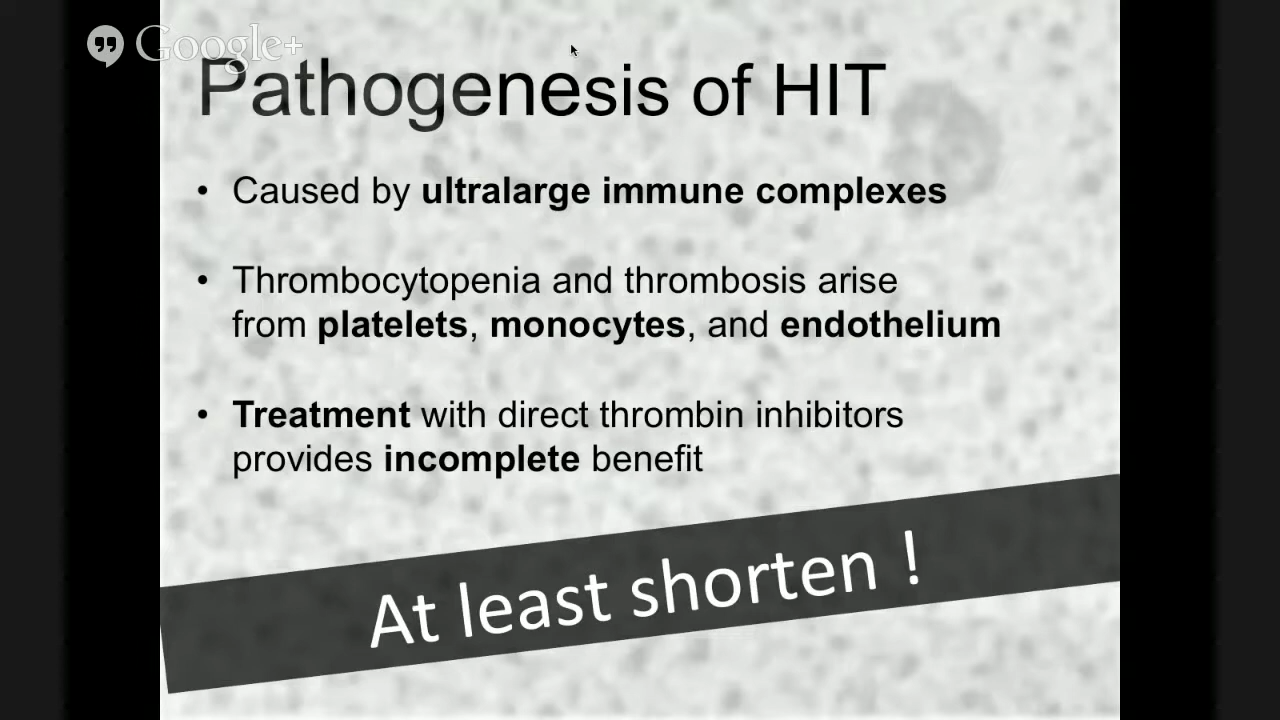 Google+
Pathogenesis of HIT
• Caused by ultralarge immune complexes
• Thrombocytopenia and thrombosis arise
from platelets, monocytes, and endothelium
• Treatment with direct thrombin inhibitors
provides incomplete benefit
At least shorten !